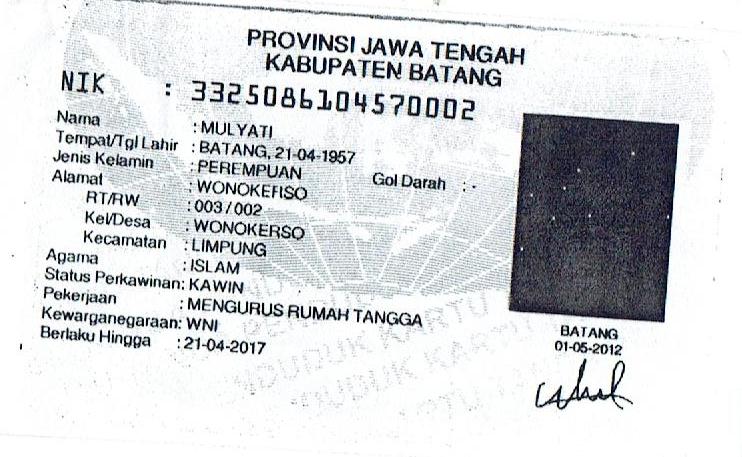 PROVINSI JAWA TENGAH
KABUPATEN BATANG
NIK : 3325086104570002
Nama : MULYATI
Tempat/Tgl Lahir : BATANG, 21-04-1957
Jenis Kelamin : PEREMPUAN Gol Darah : -
Alamat : WONOKERSO
RT/RW : 003/002
Kel/Desa : WONOKERSO
Kecamatan : LIMPUNG
Agama : ISLAM
Status Perkawinan: KAWIN
Pekerjaan : MENGURUS RUMAH TANGGA
Kewarganegaraan: WNI
Berlaku Hingga : 21-04-2017
BATANG
01-05-2012